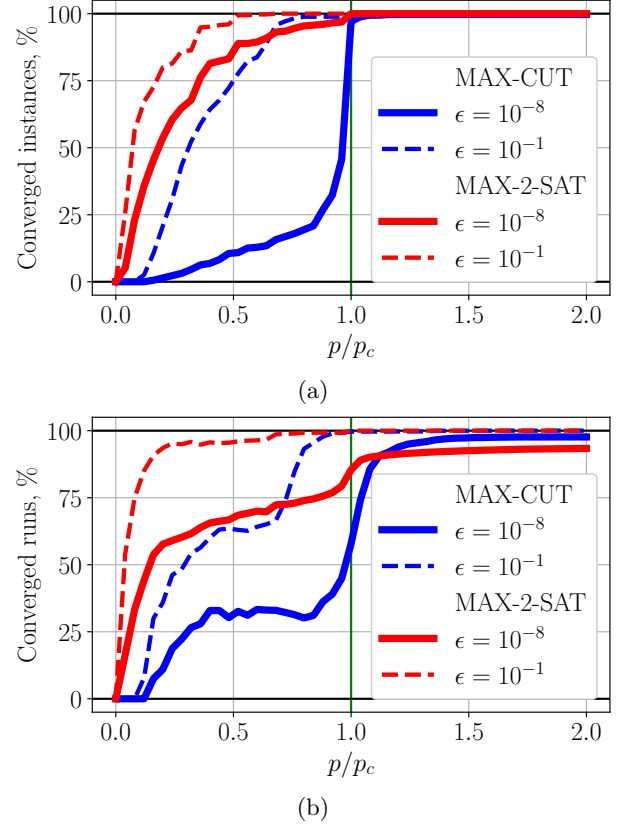 100
75
50
25
0
Converged instances, %
MAX-CUT
ϵ = 10⁻⁸
ϵ = 10⁻¹
MAX-2-SAT
ϵ = 10⁻⁸
ϵ = 10⁻¹
0.0 0.5 1.0 1.5 2.0
p/p_c
(a)
100
75
50
25
0
Converged runs, %
MAX-CUT
ϵ = 10⁻⁸
ϵ = 10⁻¹
MAX-2-SAT
ϵ = 10⁻⁸
ϵ = 10⁻¹
0.0 0.5 1.0 1.5 2.0
p/p_c
(b)